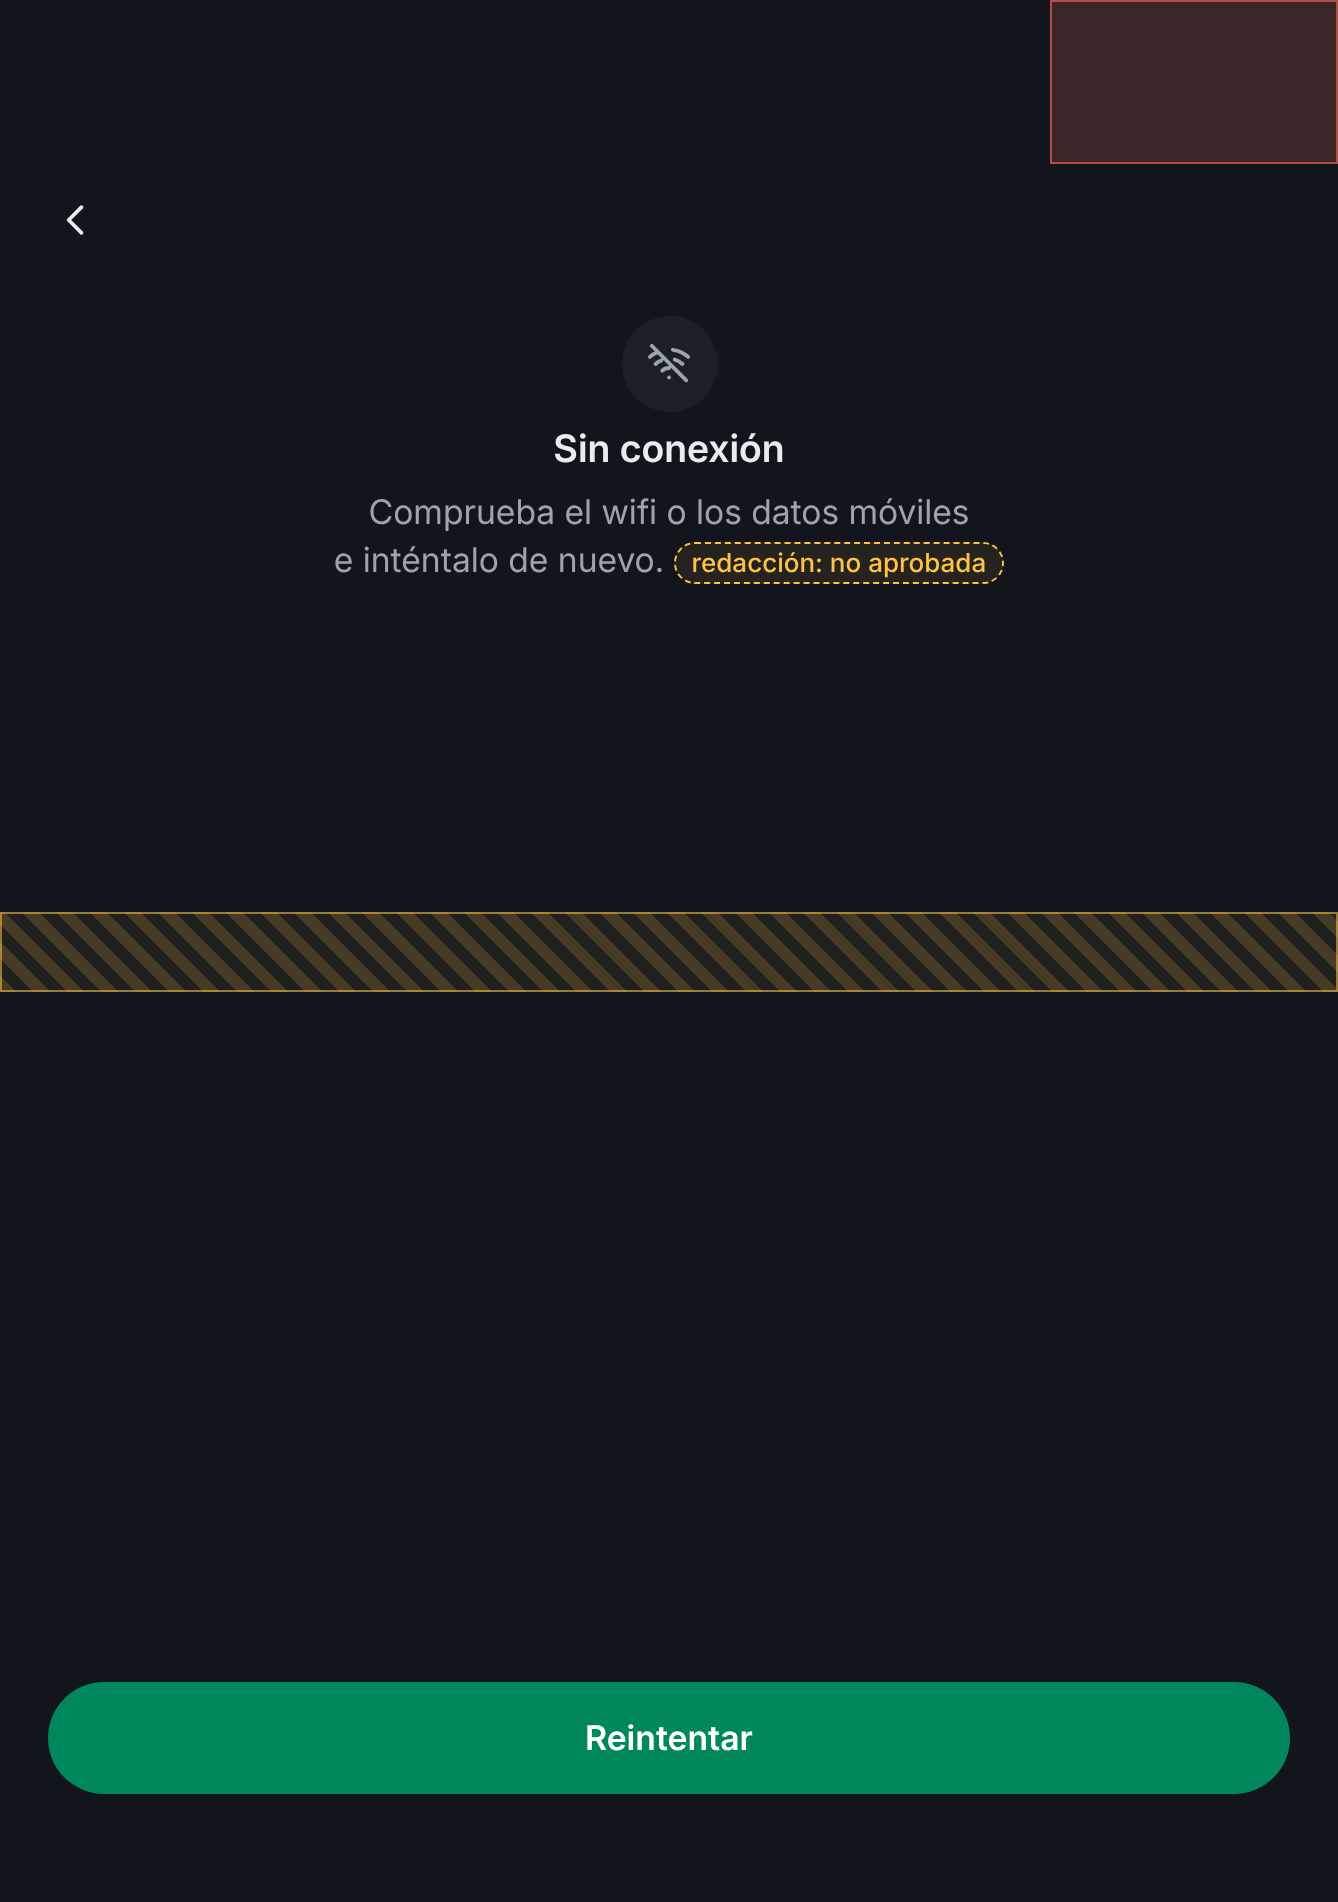 Sin conexión
Comprueba el wifi o los datos móviles
e inténtalo de nuevo. redacción: no aprobada
Reintentar